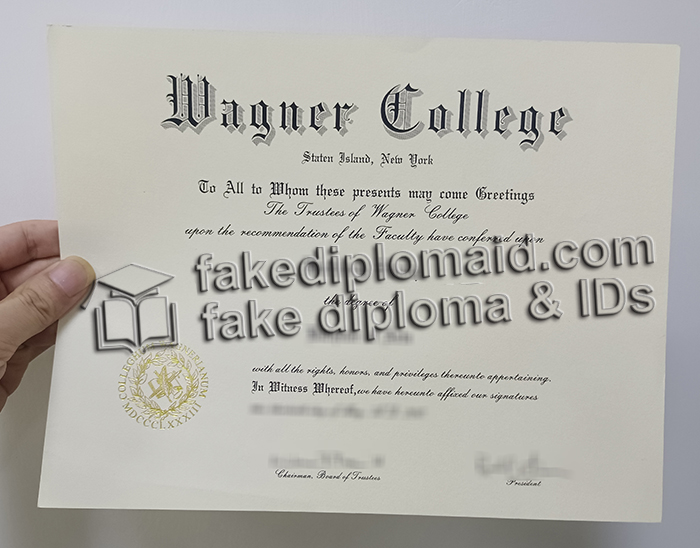 Wagner College
Staten Island, New York
To All to Whom these presents may come Greetings
The Trustees of Wagner College
upon the recommendation of the Faculty have conferred upon
fakediplomaid.com
the degree of
fake diploma & IDs
with all the rights, honors, and privileges thereunto appertaining.
In Witness Whereof, we have hereunto affixed our signatures
MDCCCLXXXIII
Chairman, Board of Trustees
President